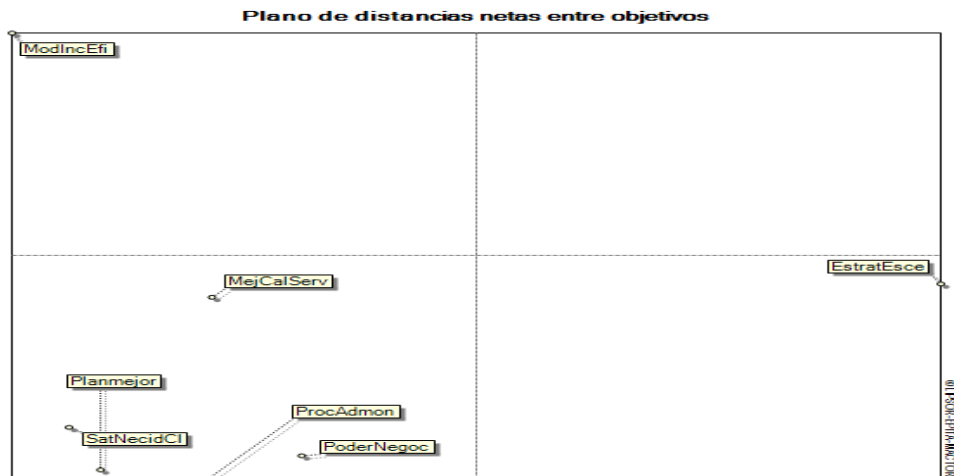 Plano de distancias netas entre objetivos
ModIncEfi
EstratEsce
MejCalServ
Planmejor
ProcAdmon
SatNecidCl
PoderNegoc